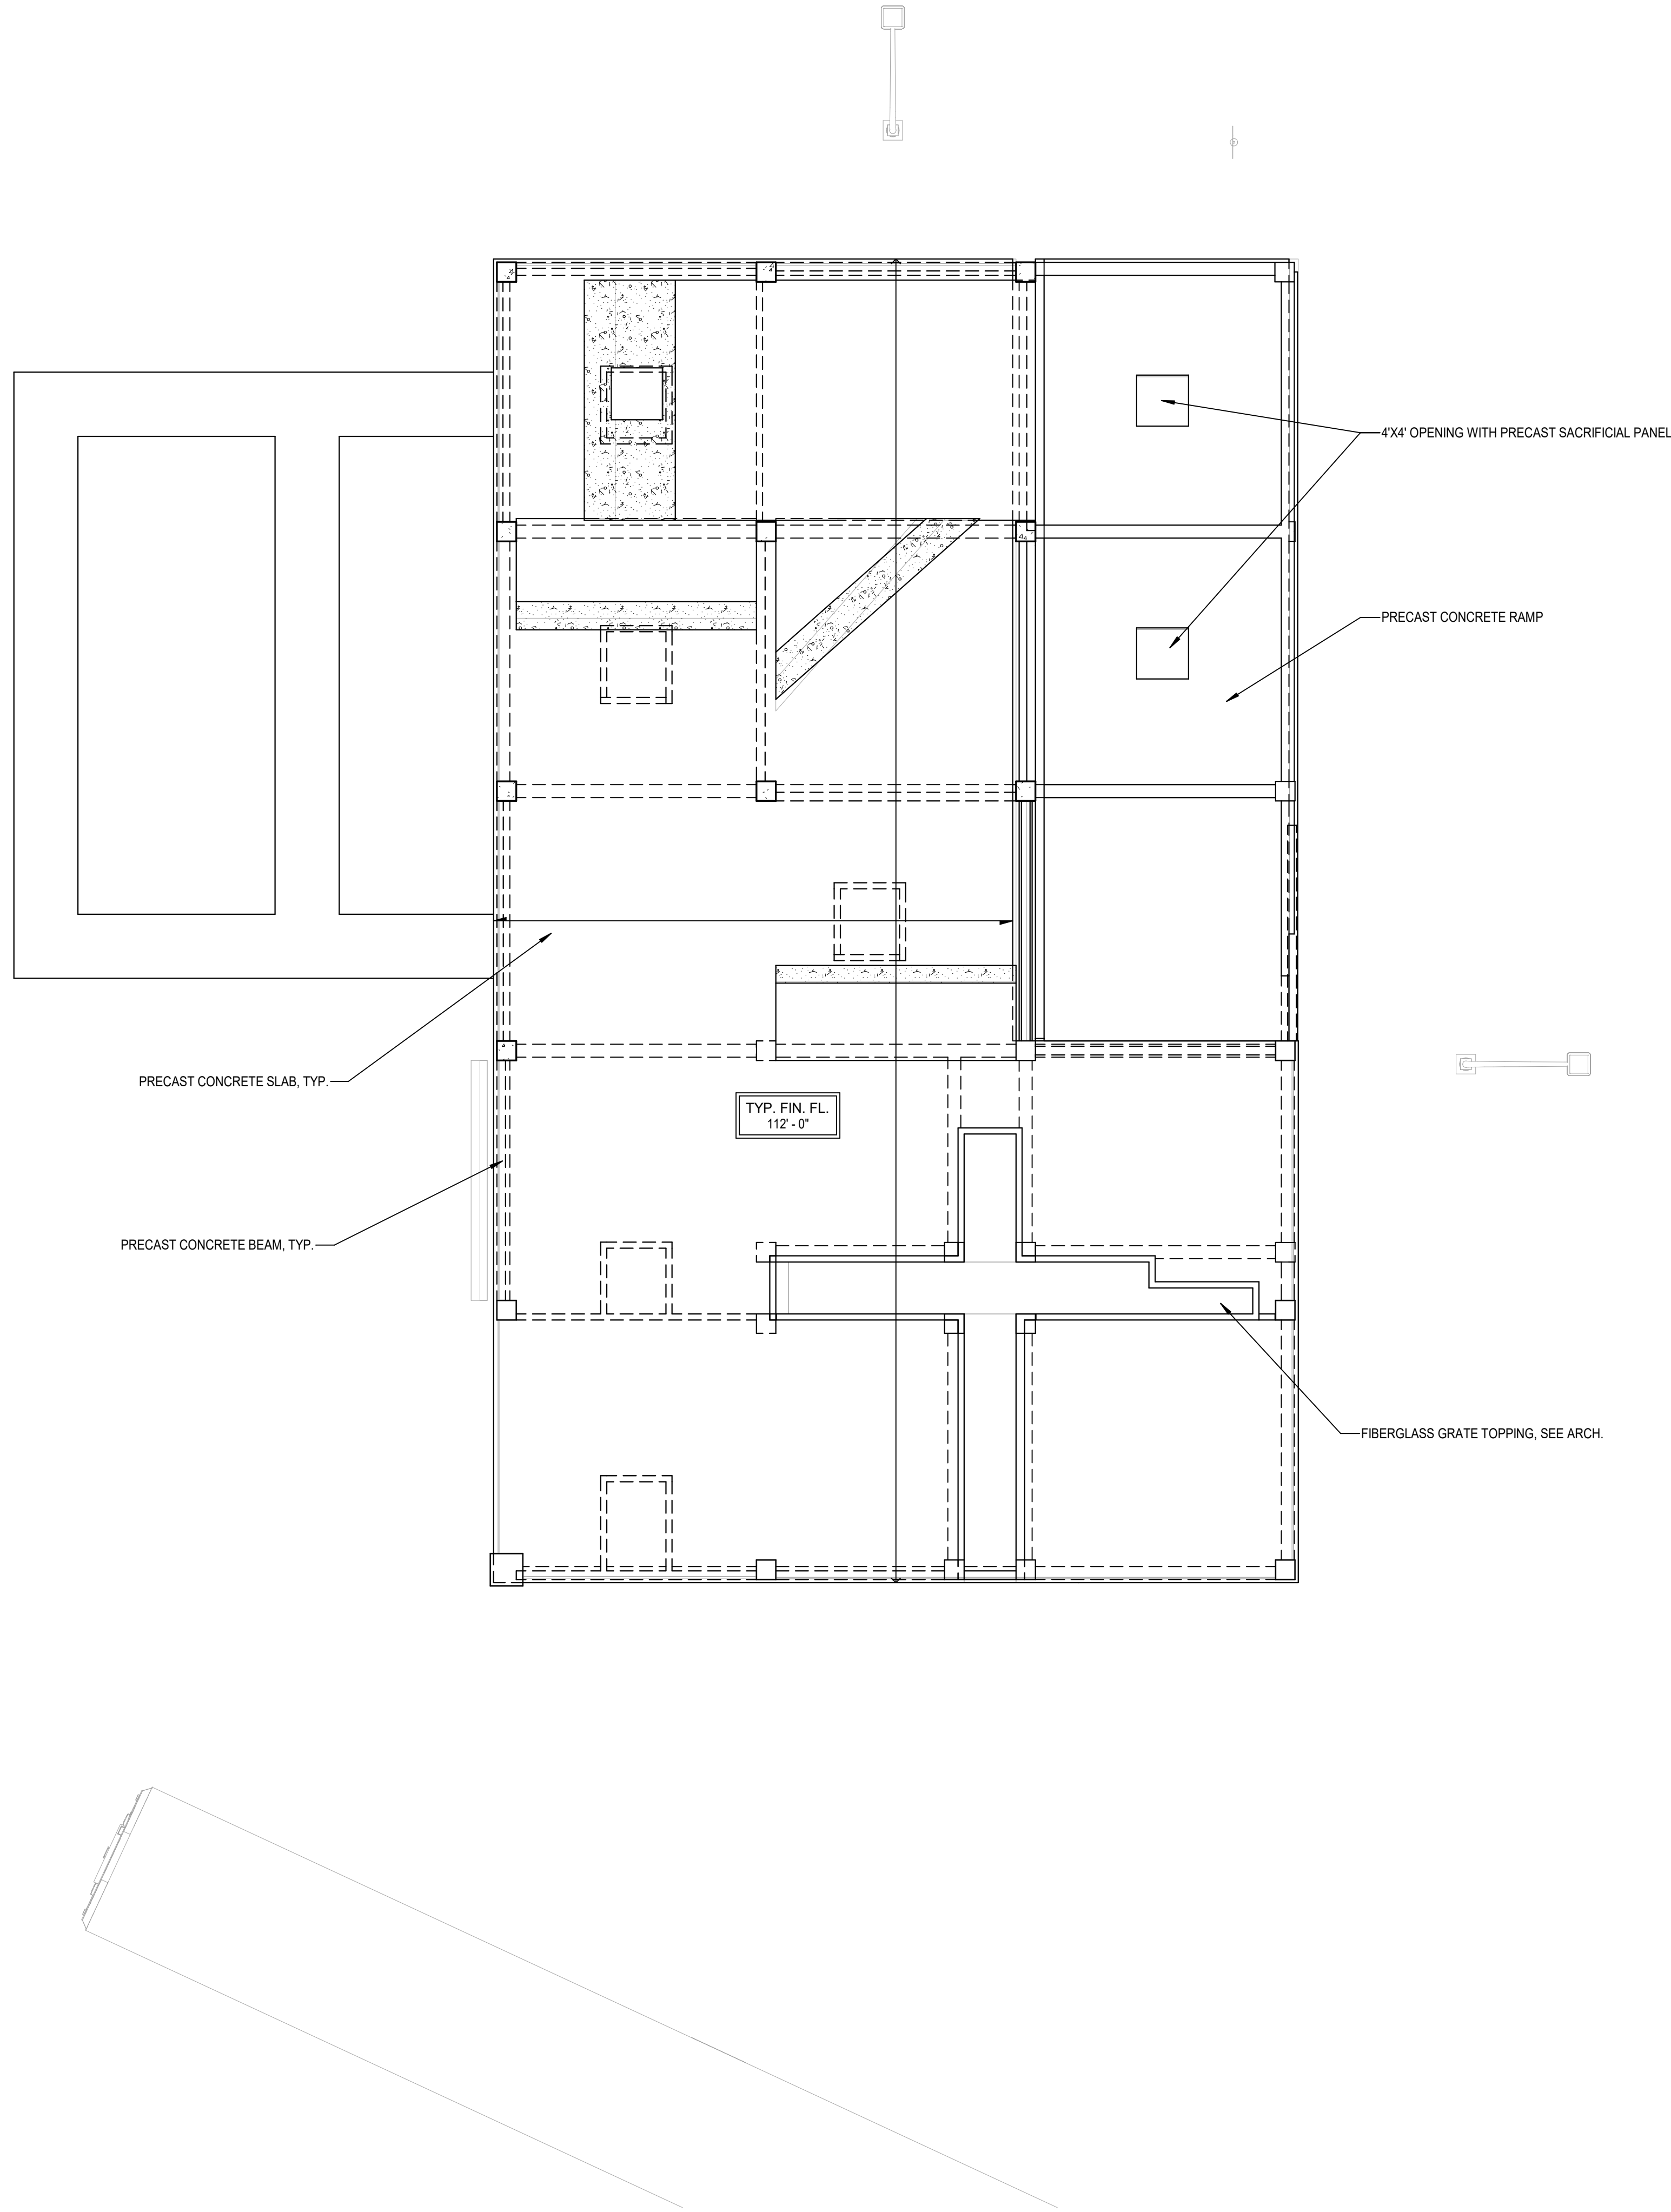 4'X4' OPENING WITH PRECAST SACRIFICIAL PANEL
PRECAST CONCRETE RAMP
PRECAST CONCRETE SLAB, TYP.
TYP. FIN. FL.
112' - 0"
PRECAST CONCRETE BEAM, TYP.
FIBERGLASS GRATE TOPPING, SEE ARCH.